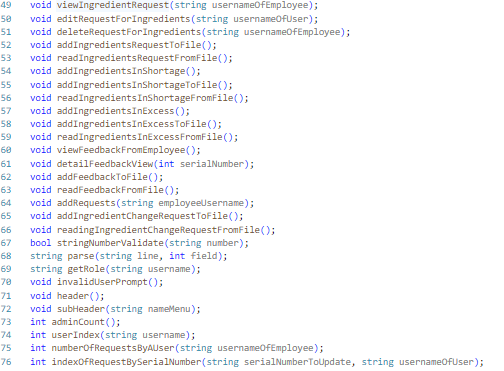 49 void viewIngredientRequest(string usernameOfEmployee);
50 void editRequestForIngredients(string usernameOfUser);
51 void deleteRequestForIngredients(string usernameOfEmployee);
52 void addIngredientsRequestToFile();
53 void readIngredientsRequestFromFile();
54 void addIngredientsInShortage();
55 void addIngredientsInShortageToFile();
56 void readIngredientsInShortageFromFile();
57 void addIngredientsInExcess();
58 void addIngredientsInExcessToFile();
59 void readIngredientsInExcessFromFile();
60 void viewFeedbackFromEmployee();
61 void detailFeedbackView(int serialNumber);
62 void addFeedbackToFile();
63 void readFeedbackFromFile();
64 void addRequests(string employeeUsername);
65 void addIngredientChangeRequestToFile();
66 void readingIngredientChangeRequestFromFile();
67 bool stringNumberValidate(string number);
68 string parse(string line, int field);
69 string getRole(string username);
70 void invalidUserPrompt();
71 void header();
72 void subHeader(string nameMenu);
73 int adminCount();
74 int userIndex(string username);
75 int numberOfRequestsByAUser(string usernameOfEmployee);
76 int indexOfRequestBySerialNumber(string serialNumberToUpdate, string usernameOfUser);